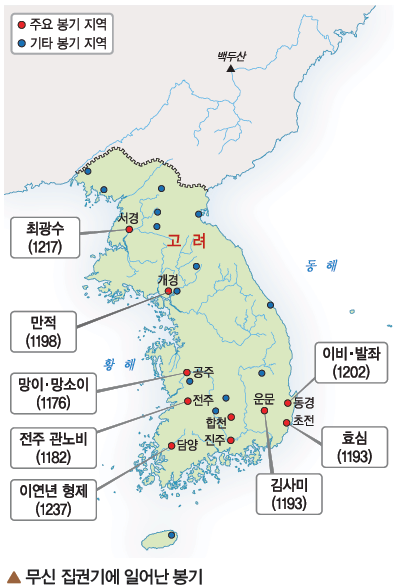 주요 봉기 지역
기타 봉기 지역
백두산
서경
고려
최광수
(1217)
동해
개경
만적
(1198)
황해
이비·발좌
(1202)
망이·망소이
(1176)
공주
전주
운문
동경
합천
초전
전주 관노비
(1182)
진주
담양
효심
(1193)
이연년 형제
(1237)
김사미
(1193)
▲ 무신 집권기에 일어난 봉기